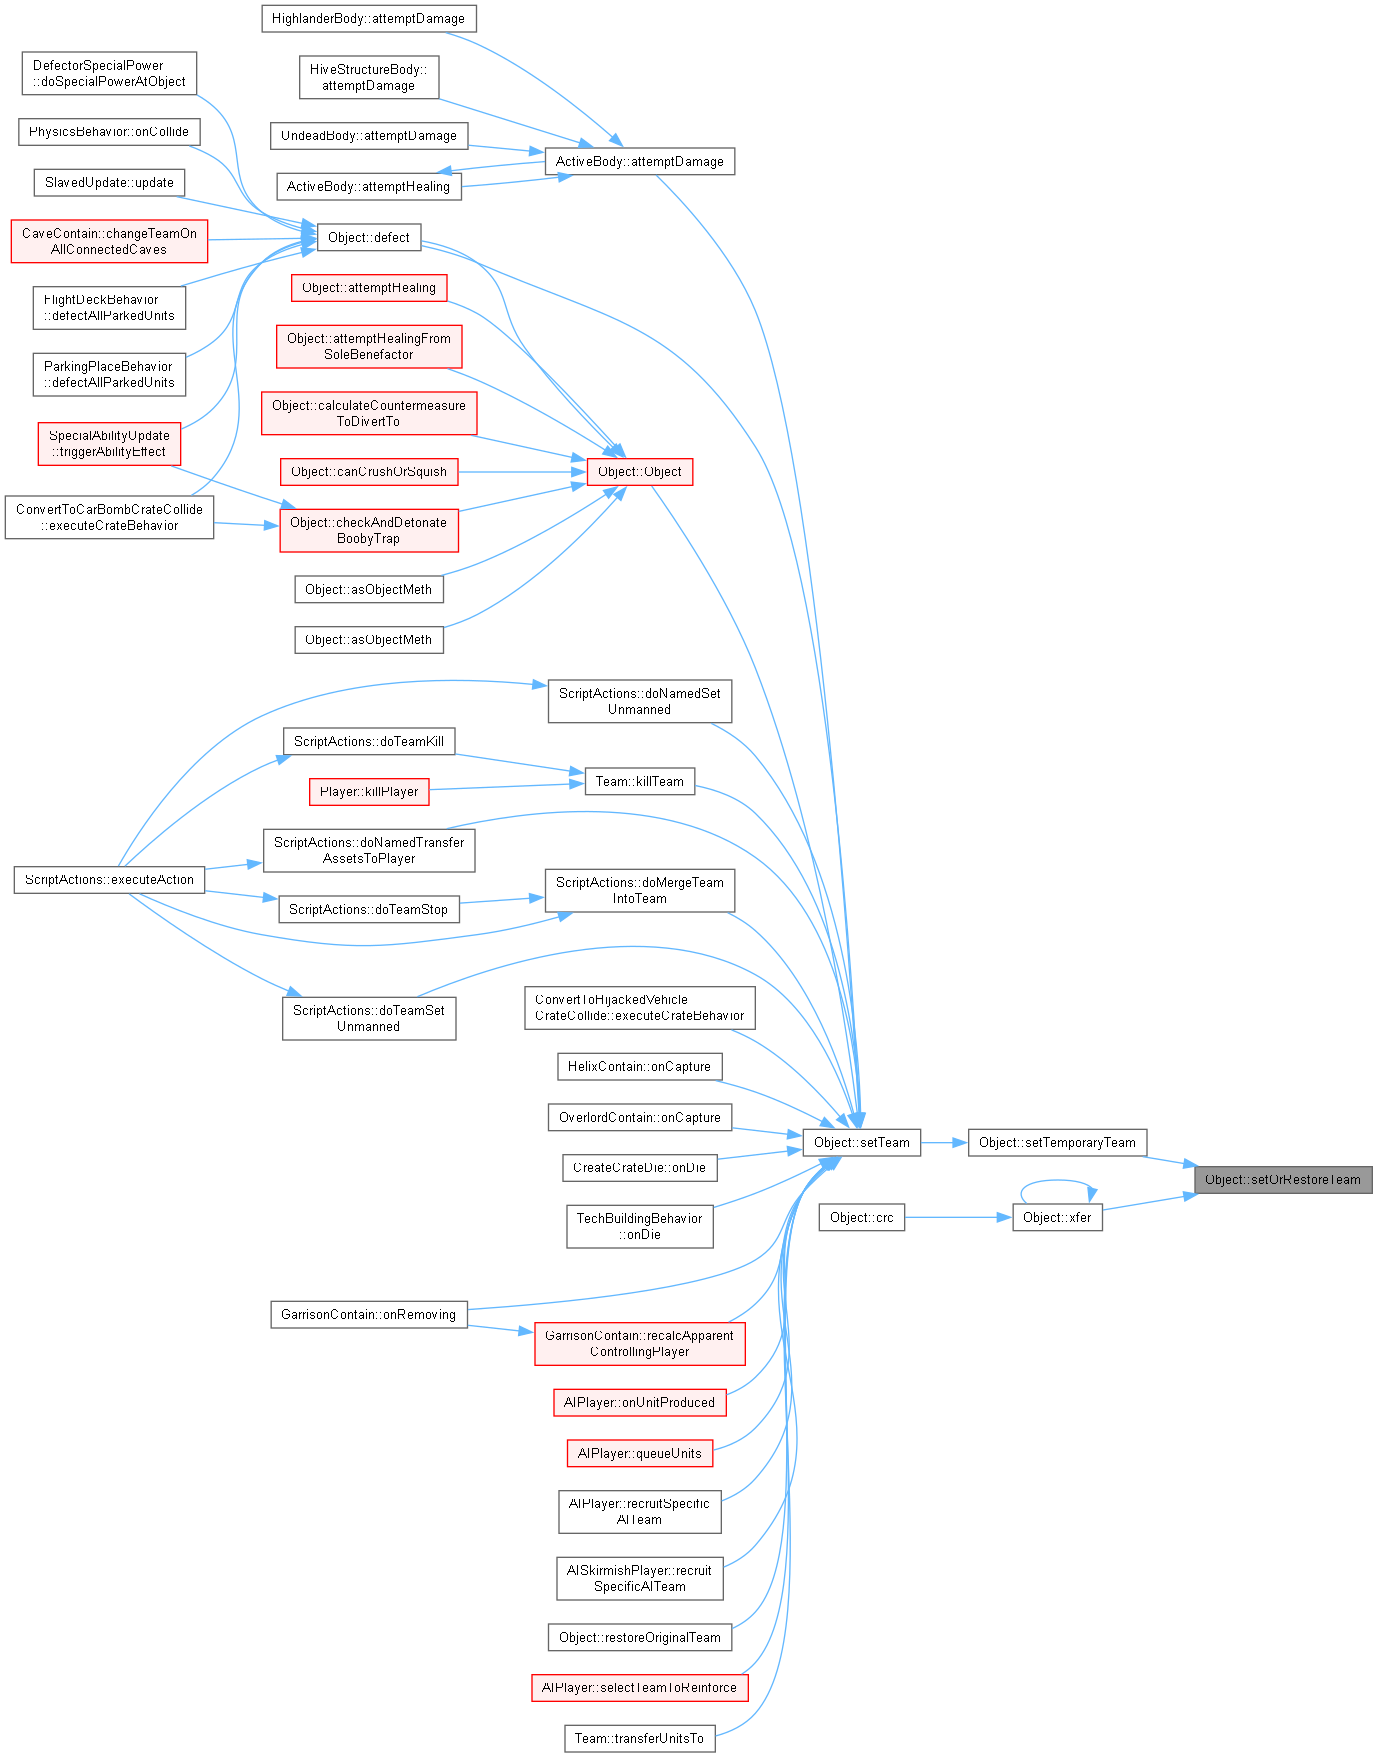 HighlanderBody::attemptDamage
DefectorSpecialPower
::doSpecialPowerAtObject
HiveStructureBody::
attemptDamage
PhysicsBehavior::onCollide
UndeadBody::attemptDamage
ActiveBody::attemptDamage
SlavedUpdate::update
ActiveBody::attemptHealing
CaveContain::changeTeamOn
AllConnectedCaves
Object::defect
Object::attemptHealing
FlightDeckBehavior
::defectAllParkedUnits
Object::attemptHealingFrom
SoleBenefactor
ParkingPlaceBehavior
::defectAllParkedUnits
Object::calculateCountermeasure
ToDivertTo
SpecialAbilityUpdate
::triggerAbilityEffect
Object::canCrushOrSquish
Object::Object
ConvertToCarBombCrateCollide
::executeCrateBehavior
Object::checkAndDetonate
BoobyTrap
Object::asObjectMeth
Object::asObjectMeth
ScriptActions::doNamedSet
Unmanned
ScriptActions::doTeamKill
Team::killTeam
Player::killPlayer
ScriptActions::doNamedTransfer
AssetsToPlayer
ScriptActions::executeAction
ScriptActions::doMergeTeam
IntoTeam
ScriptActions::doTeamStop
ScriptActions::doTeamSet
Unmanned
ConvertToHijackedVehicle
CrateCollide::executeCrateBehavior
HelixContain::onCapture
OverlordContain::onCapture
Object::setTeam
Object::setTemporaryTeam
CreateCrateDie::onDie
Object::setOrRestoreTeam
TechBuildingBehavior
::onDie
Object::crc
Object::xfer
GarrisonContain::onRemoving
GarrisonContain::recalcApparent
ControllingPlayer
AIPlayer::onUnitProduced
AIPlayer::queueUnits
AIPlayer::recruitSpecific
AITeam
AISkirmishPlayer::recruit
SpecificAITeam
Object::restoreOriginalTeam
AIPlayer::selectTeamToReinforce
Team::transferUnitsTo